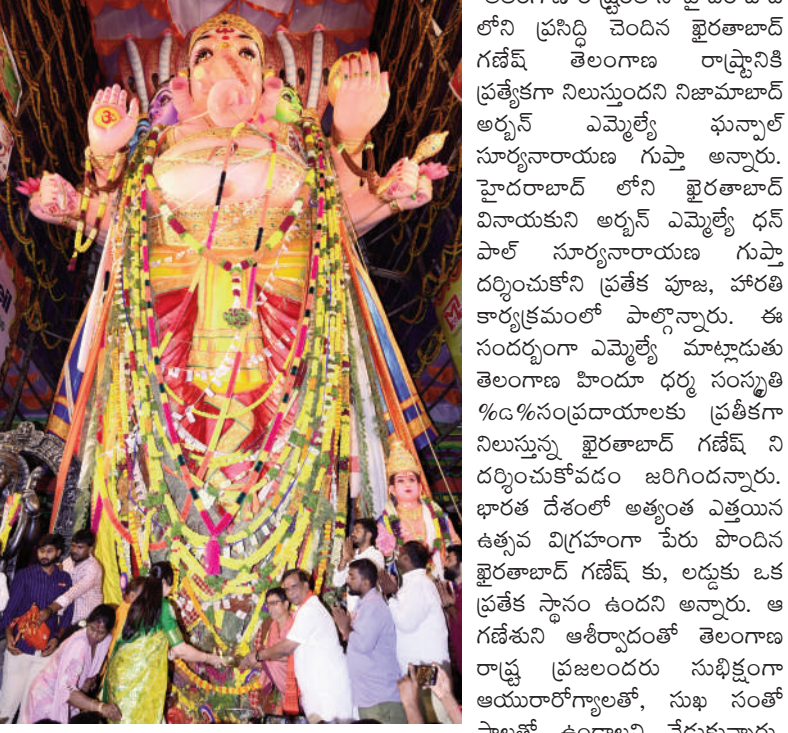 ॐ
లోని ప్రసిద్ధి చెందిన ఖైరతాబాద్
గణేష్ తెలంగాణ రాష్ట్రానికి
ప్రత్యేకగా నిలుస్తుందని నిజామాబాద్
అర్బన్ ఎమ్మెల్యే ఘన్పాల్
సూర్యనారాయణ గుప్తా అన్నారు.
హైదరాబాద్ లోని ఖైరతాబాద్
వినాయకుని అర్బన్ ఎమ్మెల్యే ధన్
పాల్ సూర్యనారాయణ గుప్తా
దర్శించుకోని ప్రతేక పూజ, హారతి
కార్యక్రమంలో పాల్గొన్నారు. ఈ
సందర్బంగా ఎమ్మెల్యే మాట్లాడుతు
తెలంగాణ హిందూ ధర్మ సంస్కృతి
%డ%సంప్రదాయాలకు ప్రతీకగా
నిలుస్తున్న ఖైరతాబాద్ గణేష్ ని
దర్శించుకోవడం జరిగిందన్నారు.
భారత దేశంలో అత్యంత ఎత్తయిన
ఉత్సవ విగ్రహంగా పేరు పొందిన
ఖైరతాబాద్ గణేష్ కు, లడ్డుకు ఒక
ప్రతేక స్థానం ఉందని అన్నారు. ఆ
గణేశుని ఆశీర్వాదంతో తెలంగాణ
రాష్ట్ర ప్రజలందరు సుభిక్షంగా
ఆయురారోగ్యాలతో, సుఖ సంతో